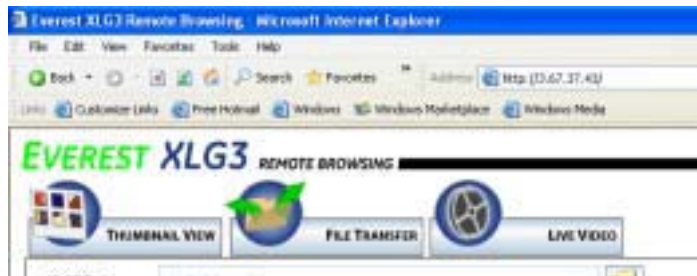 Everest XLG3 Remote Browsing - Microsoft Internet Explorer
File Edit View Favorites Tools Help
Back Search Favorites Address
Links Customize Links Free Hotmail Windows Windows Marketplace Windows Media
EVEREST XLG3 REMOTE BROWSING
THUMBNAIL VIEW FILE TRANSFER LIVE VIDEO